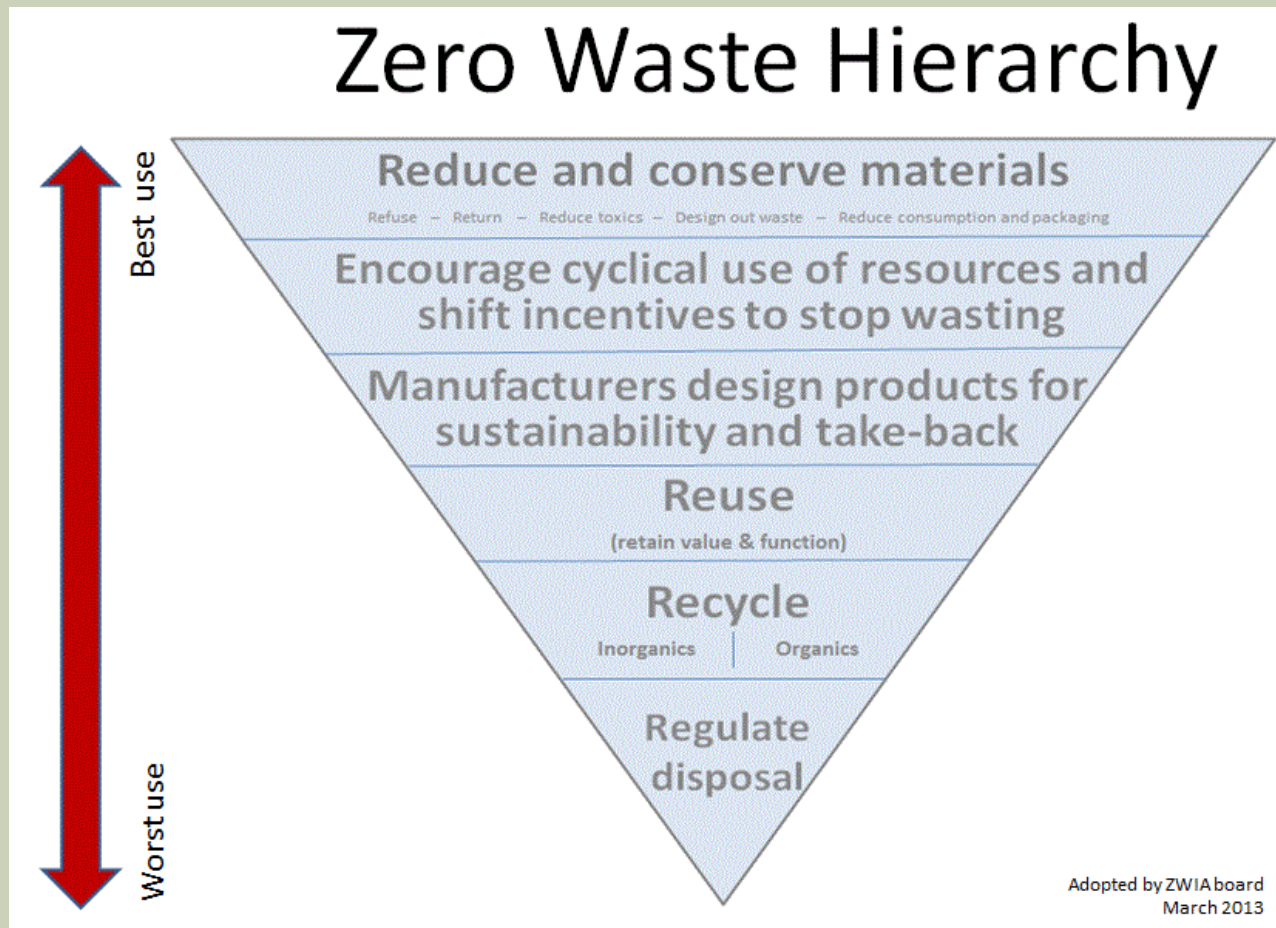 Zero Waste Hierarchy
Best use
Reduce and conserve materials
Refuse – Return – Reduce toxics – Design out waste – Reduce consumption and packaging
Encourage cyclical use of resources and
shift incentives to stop wasting
Manufacturers design products for
sustainability and take-back
Reuse
(retain value & function)
Recycle
Inorganics
Organics
Regulate
disposal
Worst use
Adopted by ZWIA board
March 2013